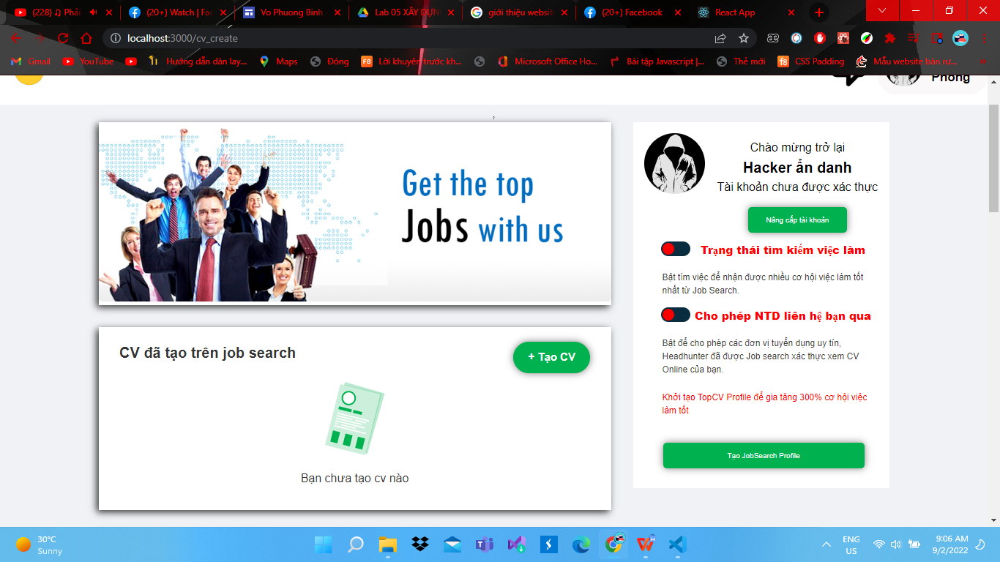 (228) ♫ Phải
(20+) Watch | Fac
Vo Phuong Binh
Lab 05 XÂY DỰN
giới thiệu website
(20+) Facebook
React App
localhost:3000/cv_create
Gmail
YouTube
Hướng dẫn dàn lay...
Maps
Đóng
F8
Lời khuyên trước kh...
Microsoft Office Ho...
Bài tập Javascript |...
Thẻ mới
f8
CSS Padding
Mẫu website bán rư...
»
Phong
,
Get the top
Jobs with us
Chào mừng trở lại
Hacker ẩn danh
Tài khoản chưa được xác thực
Nâng cấp tài khoản
Trạng thái tìm kiếm việc làm
Bật tìm việc để nhận được nhiều cơ hội việc làm tốt
nhất từ Job Search.
Cho phép NTD liên hệ bạn qua
Bật để cho phép các đơn vị tuyển dụng uy tín,
Headhunter đã được Job search xác thực xem CV
Online của bạn.
Khởi tạo TopCV Profile để gia tăng 300% cơ hội việc
làm tốt
Tạo JobSearch Profile
CV đã tạo trên job search
+ Tạo CV
Bạn chưa tạo cv nào
30°C
Sunny
ENG
US
9:06 AM
9/2/2022